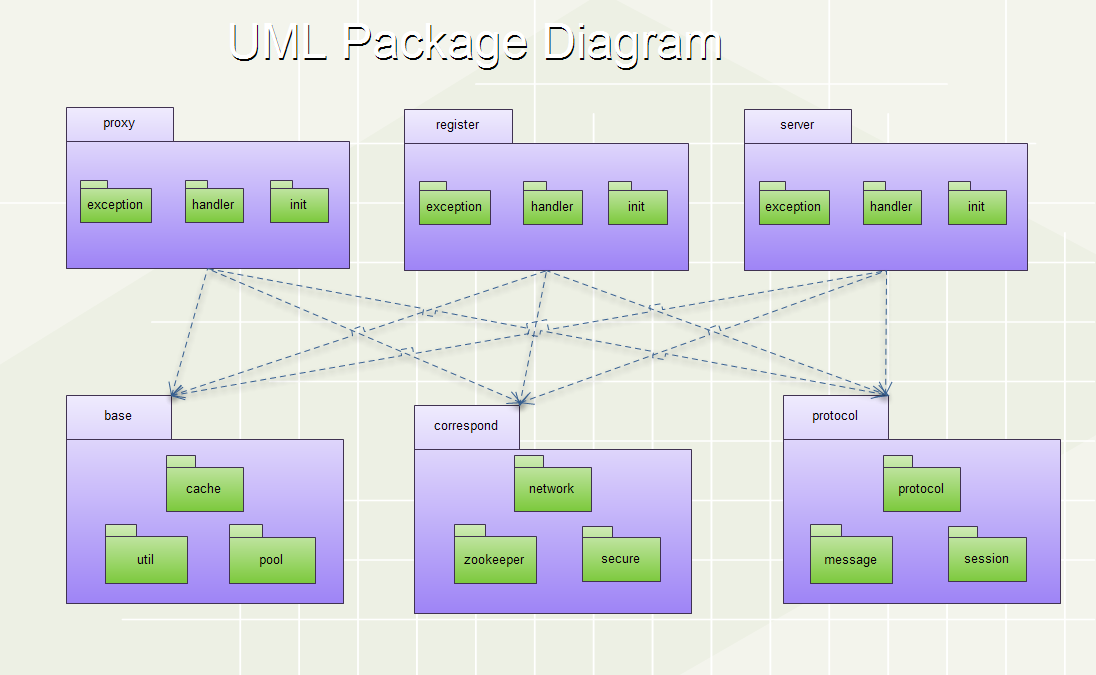 UML Package Diagram
proxy
exception
handler
init
register
exception
handler
init
server
exception
handler
init
base
cache
util
pool
correspond
network
zookeeper
secure
protocol
protocol
message
session